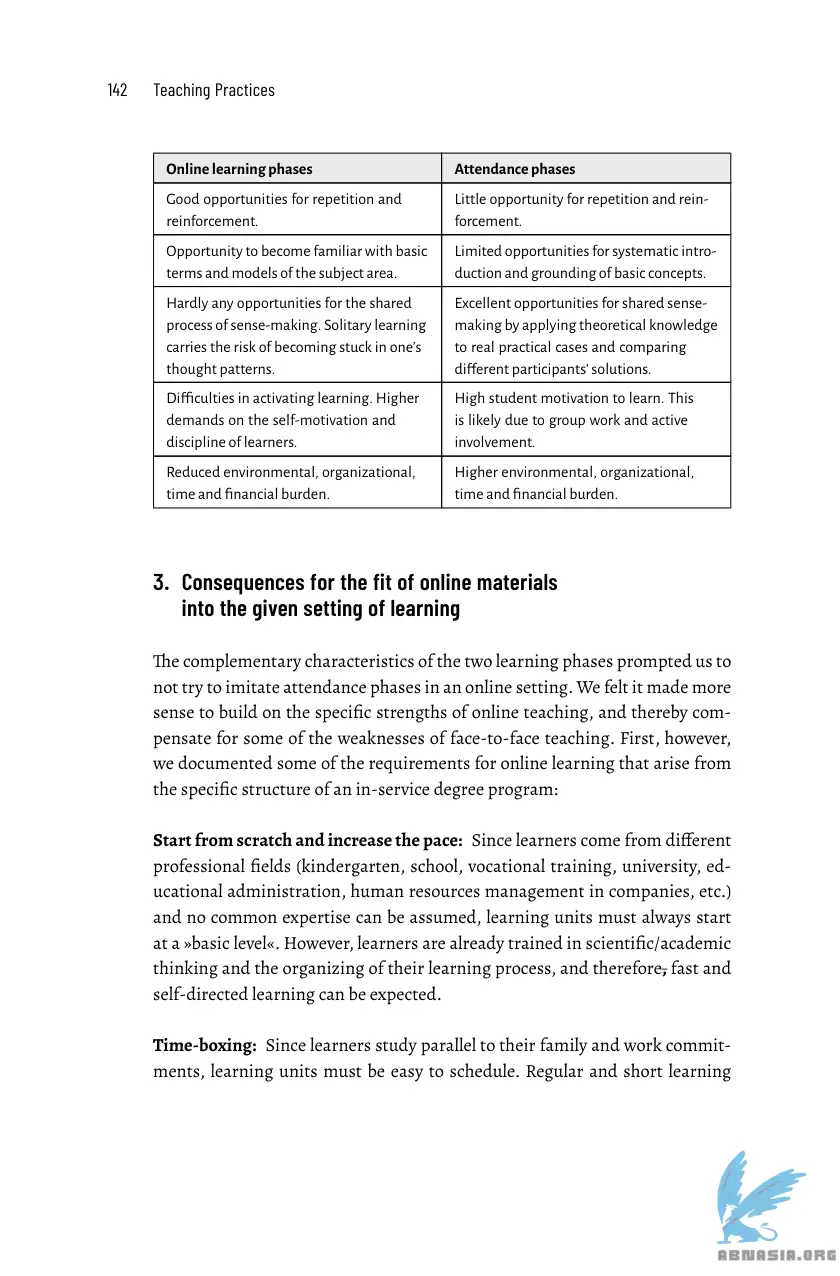 142 Teaching Practices
Online learning phases
Attendance phases
Good opportunities for repetition and
reinforcement.
Little opportunity for repetition and rein-
forcement.
Opportunity to become familiar with basic
terms and models of the subject area.
Limited opportunities for systematic intro-
duction and grounding of basic concepts.
Hardly any opportunities for the shared
process of sense-making. Solitary learning
carries the risk of becoming stuck in one’s
thought patterns.
Excellent opportunities for shared sense-
making by applying theoretical knowledge
to real practical cases and comparing
different participants’ solutions.
Difficulties in activating learning. Higher
demands on the self-motivation and
discipline of learners.
High student motivation to learn. This
is likely due to group work and active
involvement.
Reduced environmental, organizational,
time and financial burden.
Higher environmental, organizational,
time and financial burden.
3. Consequences for the fit of online materials
into the given setting of learning
The complementary characteristics of the two learning phases prompted us to
not try to imitate attendance phases in an online setting. We felt it made more
sense to build on the specific strengths of online teaching, and thereby com-
pensate for some of the weaknesses of face-to-face teaching. First, however,
we documented some of the requirements for online learning that arise from
the specific structure of an in-service degree program:
Start from scratch and increase the pace: Since learners come from different
professional fields (kindergarten, school, vocational training, university, ed-
ucational administration, human resources management in companies, etc.)
and no common expertise can be assumed, learning units must always start
at a »basic level«. However, learners are already trained in scientific/academic
thinking and the organizing of their learning process, and therefore, fast and
self-directed learning can be expected.
Time-boxing: Since learners study parallel to their family and work commit-
ments, learning units must be easy to schedule. Regular and short learning
ABNASIA.ORG